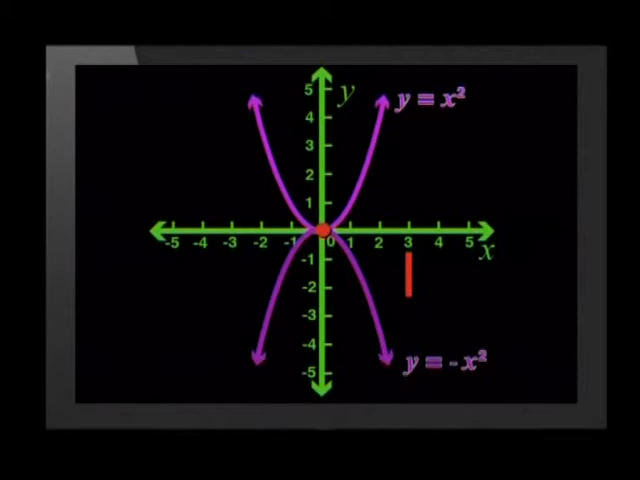 y
y = x²
5
4
3
2
1
-5 -4 -3 -2 -1 0 1 2 3 4 5
x
-1
-2
-3
-4
-5
y = -x²